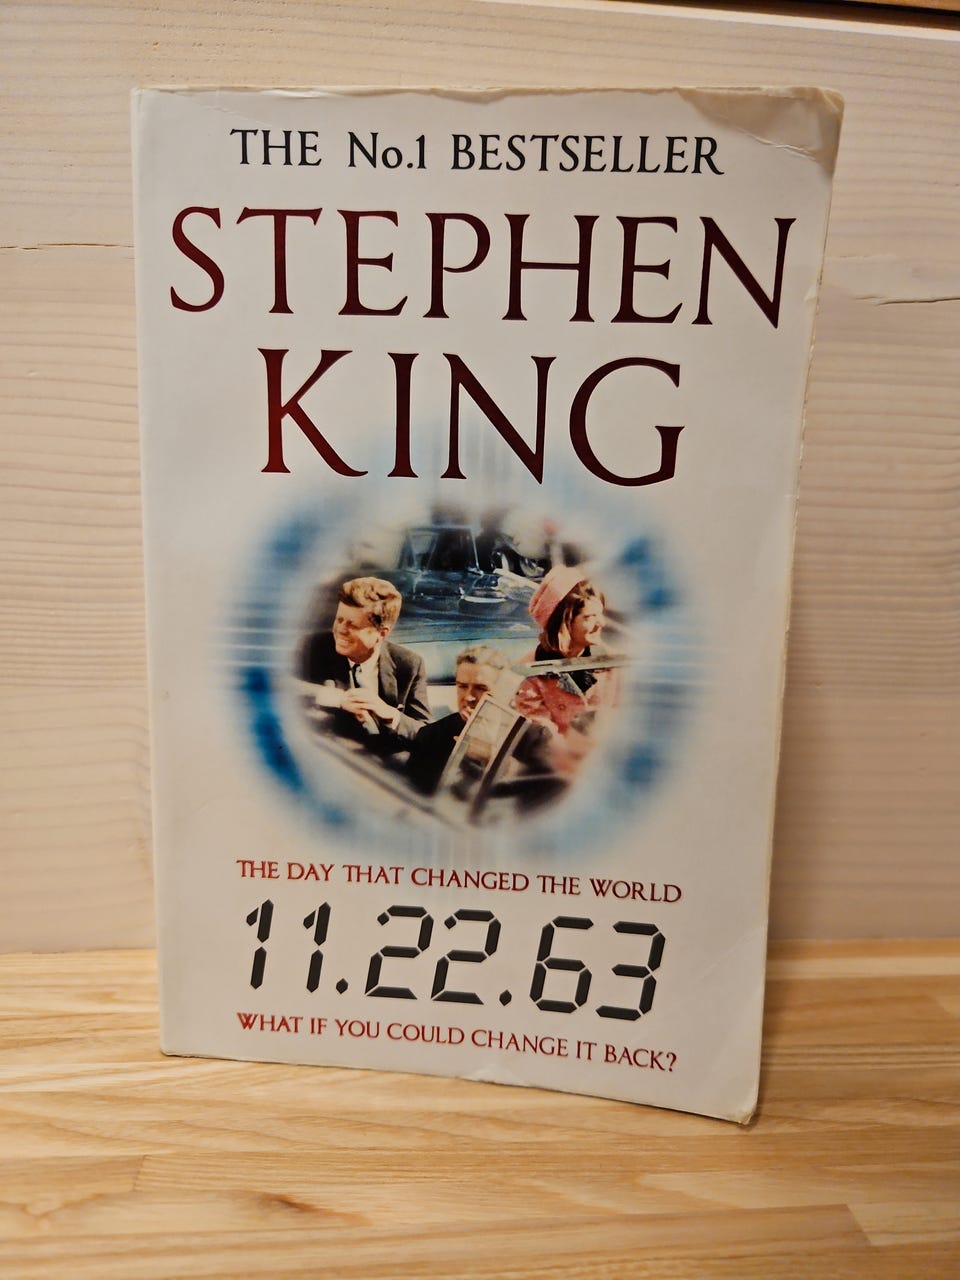 THE No.1 BESTSELLER
STEPHEN
KING
THE DAY THAT CHANGED THE WORLD
11.22.63
WHAT IF YOU COULD CHANGE IT BACK?